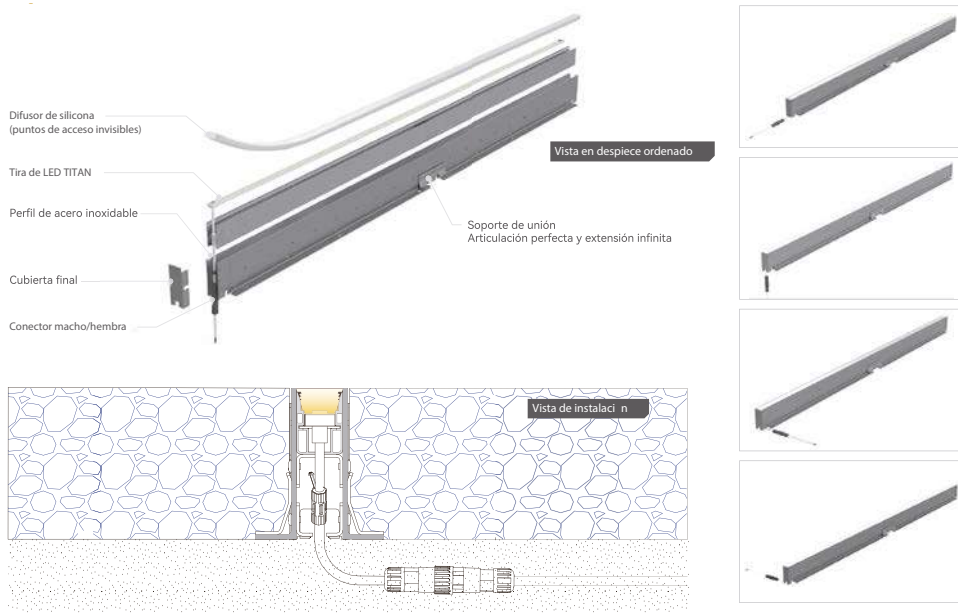 Difusor de silicona
(puntos de acceso invisibles)
Vista en despiece ordenado
Tira de LED TITAN
Perfil de acero inoxidable
Soporte de unión
Articulación perfecta y extensión infinita
Cubierta final
Conector macho/hembra
Vista de instalaci n